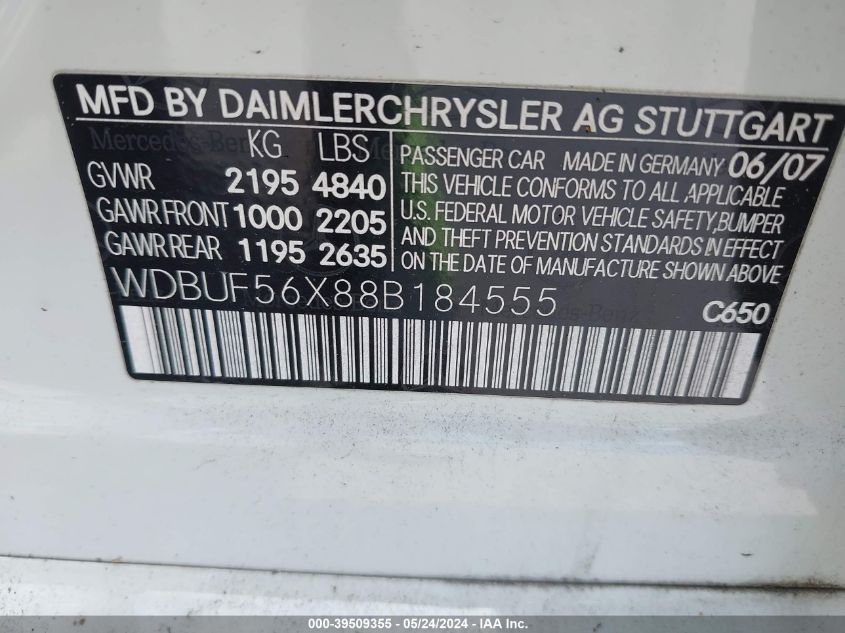 MFD BY DAIMLERCHRYSLER AG STUTTGART
Mercedes-Benz
KG LBS
GVWR 2195 4840
GAWR FRONT 1000 2205
GAWR REAR 1195 2635
PASSENGER CAR MADE IN GERMANY 06/07
THIS VEHICLE CONFORMS TO ALL APPLICABLE
U.S. FEDERAL MOTOR VEHICLE SAFETY, BUMPER
AND THEFT PREVENTION STANDARDS IN EFFECT
ON THE DATE OF MANUFACTURE SHOWN ABOVE
WDBUF56X88B184555
C650
000-39509355 - 05/24/2024 - IAA Inc.